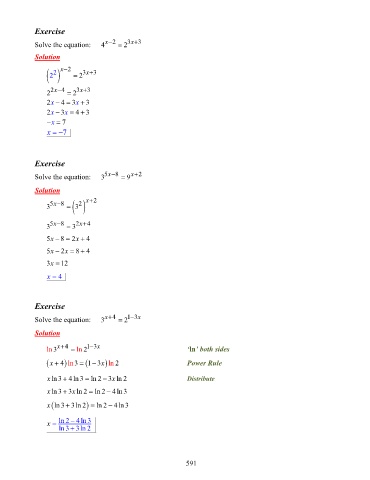 Exercise
Solve the equation: 4^{x−2} = 2^{3x+3}
Solution
(2^2)^{x−2} = 2^{3x+3}
2^{2x−4} = 2^{3x+3}
2x − 4 = 3x + 3
2x − 3x = 4 + 3
−x = 7
x = −7
Exercise
Solve the equation: 3^{5x−8} = 9^{x+2}
Solution
3^{5x−8} = (3^2)^{x+2}
3^{5x−8} = 3^{2x+4}
5x − 8 = 2x + 4
5x − 2x = 8 + 4
3x = 12
x = 4
Exercise
Solve the equation: 3^{x+4} = 2^{1−3x}
Solution
ln 3^{x+4} = ln 2^{1−3x} 'ln' both sides
(x + 4) ln 3 = (1 − 3x) ln 2 Power Rule
x ln 3 + 4 ln 3 = ln 2 − 3x ln 2 Distribute
x ln 3 + 3x ln 2 = ln 2 − 4 ln 3
x (ln 3 + 3 ln 2) = ln 2 − 4 ln 3
x = \frac{ln 2 − 4 ln 3}{ln 3 + 3 ln 2}
591